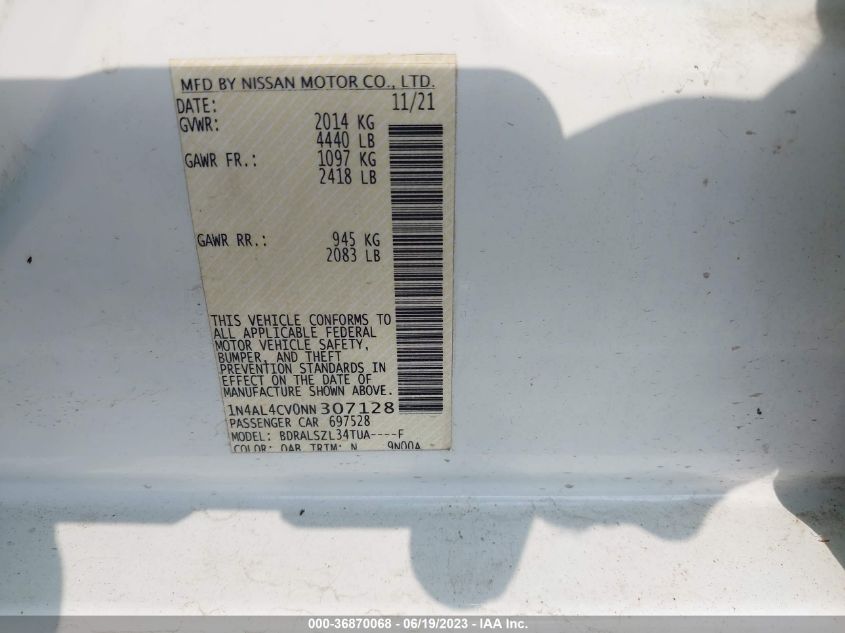 MFD BY NISSAN MOTOR CO., LTD.
DATE: 11/21
GVWR: 2014 KG
4440 LB
GAWR FR.: 1097 KG
2418 LB
GAWR RR.: 945 KG
2083 LB
THIS VEHICLE CONFORMS TO
ALL APPLICABLE FEDERAL
MOTOR VEHICLE SAFETY,
BUMPER, AND THEFT
PREVENTION STANDARDS IN
EFFECT ON THE DATE OF
MANUFACTURE SHOWN ABOVE.
1N4AL4CV0NN307128
PASSENGER CAR 697528
MODEL: BDRALSZL34TUA----F
COLOR: QAB TRIM: N 9N00A
000-36870068 - 06/19/2023 - IAA Inc.